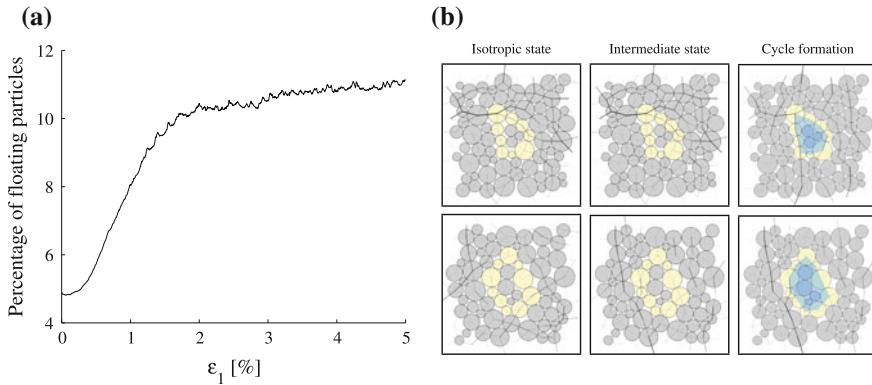 (a)
12
10
8
6
4
0
1
2
3
4
5
Percentage of floating particles
ε1 [%]
(b)
Isotropic state
Intermediate state
Cycle formation